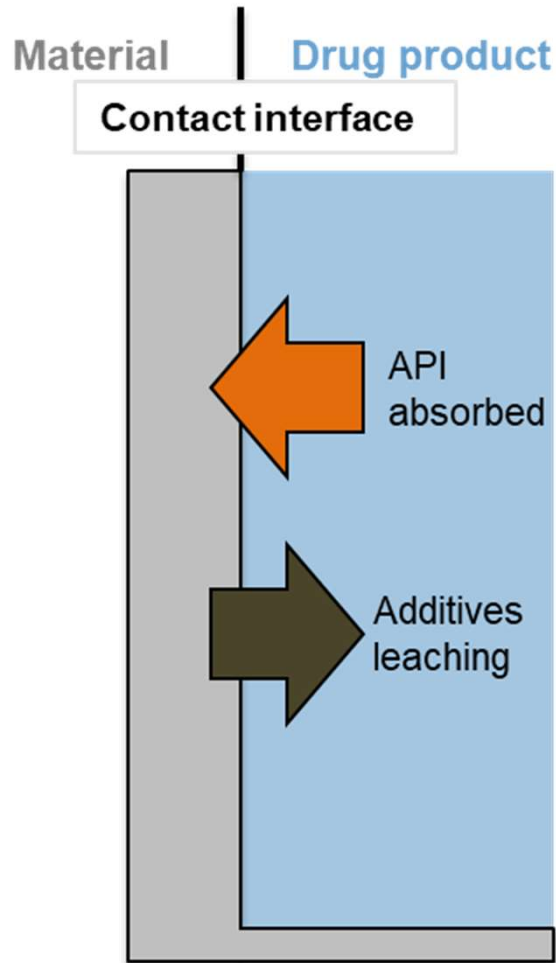 Material
Drug product
Contact interface
API
absorbed
Additives
leaching